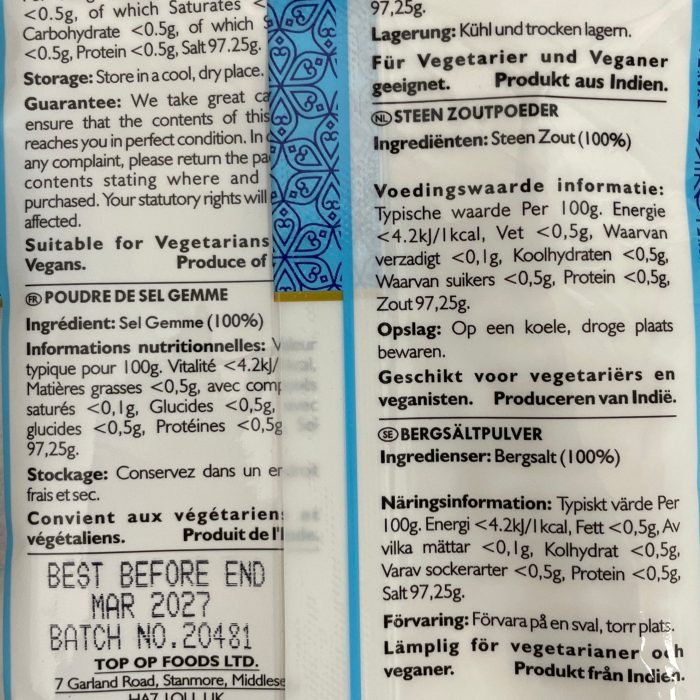 <0.5g, of which Saturates <
Carbohydrate <0.5g, of which
<0.5g, Protein <0.5g, Salt 97.25g.
Storage: Store in a cool, dry place.
Guarantee: We take great
ensure that the contents of this
reaches you in perfect condition. In
any complaint, please return the
contents stating where and
purchased. Your statutory rights will
affected.
Suitable for Vegetarians
Vegans. Produce of
FR POUDRE DE SEL GEMME
Ingrédient: Sel Gemme (100%)
Informations nutritionnelles:
typique pour 100g. Vitalité <4.2kJ/
Matières grasses <0,5g, avec
saturés <0,1g, Glucides <0,5g,
glucides <0,5g, Protéines <0,5g
97,25g.
Stockage: Conservez dans un
frais et sec.
Convient aux végétariens et
végétaliens. Produit de
BEST BEFORE END
MAR 2027
BATCH NO.20481
TOP OP FOODS LTD.
7 Garland Road, Stanmore, Middlese
97,25g.
Lagerung: Kühl und trocken lagern.
Für Vegetarier und Veganer
geeignet. Produkt aus Indien.
NL STEEN ZOUTPOEDER
Ingrediënten: Steen Zout (100%)
Voedingswaarde informatie:
Typische waarde Per 100g. Energie
<4.2kJ/1kcal, Vet <0,5g, Waarvan
verzadigt <0,1g, Koolhydraten <0,5g,
Waarvan suikers <0,5g, Protein <0,5g,
Zout 97,25g.
Opslag: Op een koele, droge plaats
bewaren.
Geschikt voor vegetariërs en
veganisten. Produceren van Indië.
SE BERGSÄLTPULVER
Ingredienser: Bergsalt (100%)
Näringsinformation: Typiskt värde Per
100g. Energi <4.2kJ/1kcal, Fett <0,5g, Av
vilka mättar <0,1g, Kolhydrat <0,5g,
Varav sockerarter <0,5g, Protein <0,5g,
Salt 97,25g.
Förvaring: Förvara på en sval, torr plats.
Lämplig för vegetarianer och
veganer. Produkt från Indien.